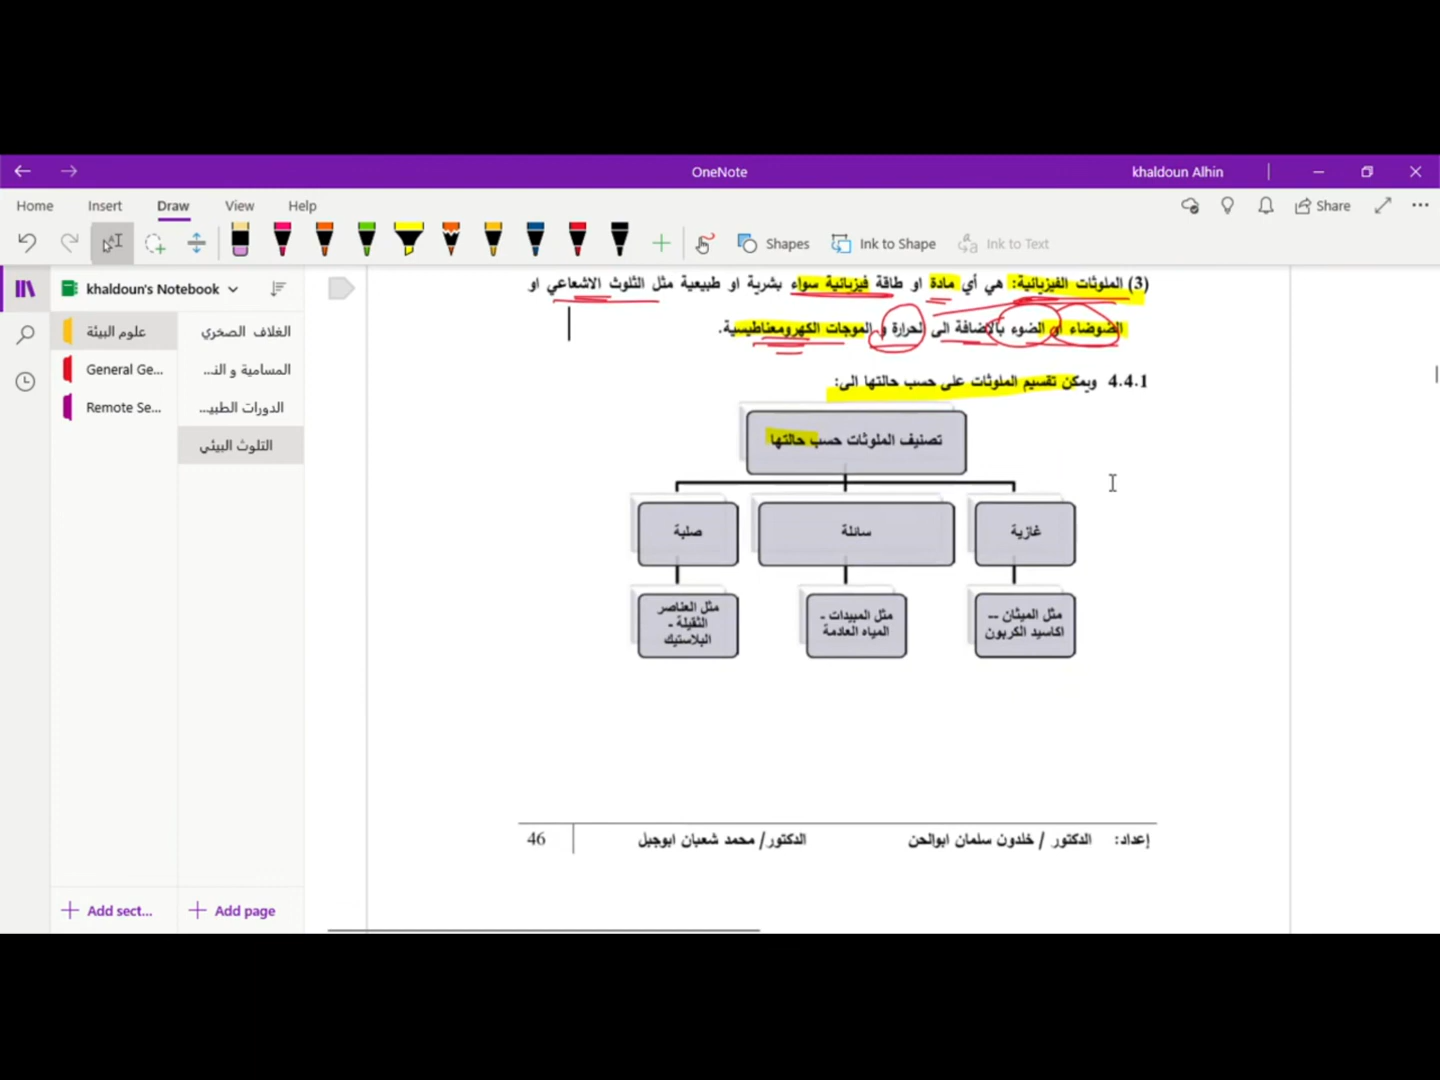 OneNote
khaldoun Alhin
Home Insert Draw View Help
Share
Shapes Ink to Shape Ink to Text
khaldoun's Notebook
علوم البيئة
General Ge...
Remote Se...
الغلاف الصخري
المسامية و النـ...
الدورات الطبيـ...
التلوث البيئي
Add sect...
Add page
(3) الملوثات الفيزيائية: هي أي مادة او طاقة فيزيائية سواء بشرية او طبيعية مثل التلوث الاشعاعي او
الضوضاء او الضوء بالإضافة الى الحرارة و الموجات الكهرومغناطيسية.
4.4.1 ويمكن تقسيم الملوثات على حسب حالتها الى:
تصنيف الملوثات حسب حالتها
غازية
سائلة
صلبة
مثل الميثان –
اكاسيد الكربون
مثل المبيدات -
المياه العادمة
مثل العناصر
الثقيلة -
البلاستيك
إعداد: الدكتور / خلدون سلمان ابوالحن الدكتور/ محمد شعبان ابوجبل 46